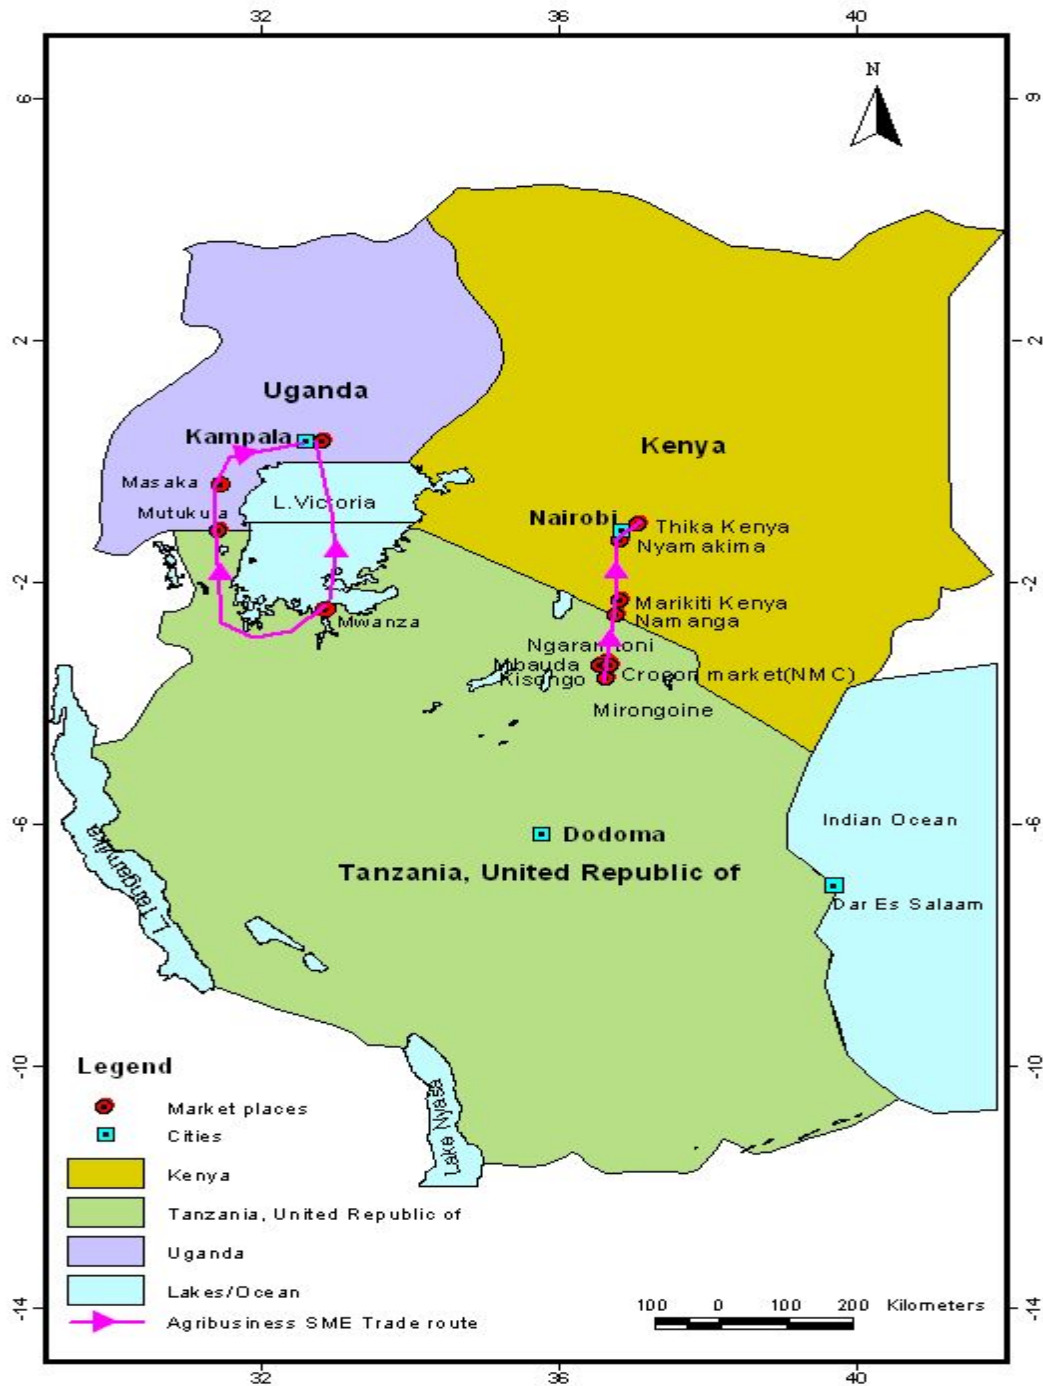 32 36 40
N
6 9
2 2
Uganda
Kampala
Kenya
Masaka
L.Victoria
Mutukula
Nairobi
Thika Kenya
Nyamakima
-2 -2
Marikiti Kenya
Namanga
Mwanza
Ngaramtoni
Mbauda
Crocon market(NMC)
Kisongo
Mirongoine
Indian Ocean
-6 -6
Dodoma
L.Tanganyika
Tanzania, United Republic of
Dar Es Salaam
-10 -10
Lake Nyasa
Legend
Market places
Cities
Kenya
Tanzania, United Republic of
Uganda
Lakes/Ocean
Agribusiness SME Trade route
100 0 100 200 Kilometers
-14 -14
32 36 40